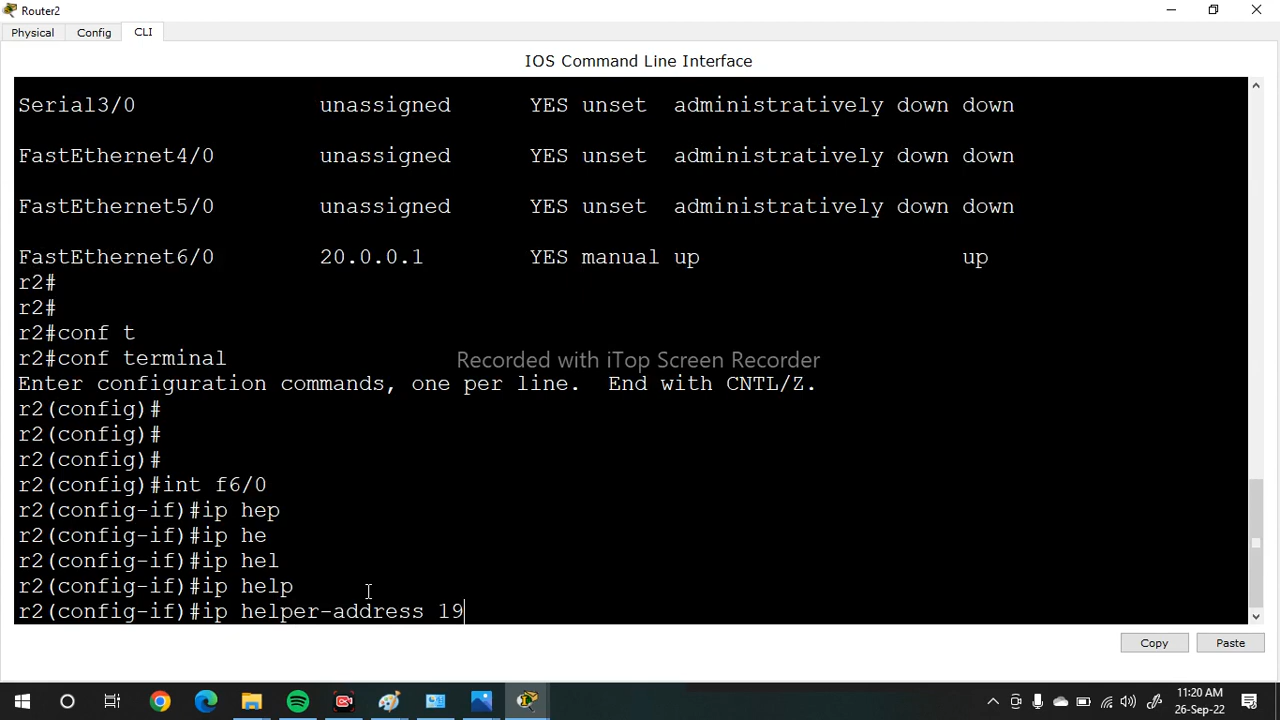 Router2
Physical Config CLI
IOS Command Line Interface
Serial3/0 unassigned YES unset administratively down down
FastEthernet4/0 unassigned YES unset administratively down down
FastEthernet5/0 unassigned YES unset administratively down down
FastEthernet6/0 20.0.0.1 YES manual up up
r2#
r2#
r2#conf t
r2#conf terminal
Recorded with iTop Screen Recorder
Enter configuration commands, one per line. End with CNTL/Z.
r2(config)#
r2(config)#
r2(config)#
r2(config)#int f6/0
r2(config-if)#ip hep
r2(config-if)#ip he
r2(config-if)#ip hel
r2(config-if)#ip help
r2(config-if)#ip helper-address 19
Copy Paste
11:20 AM
26-Sep-22